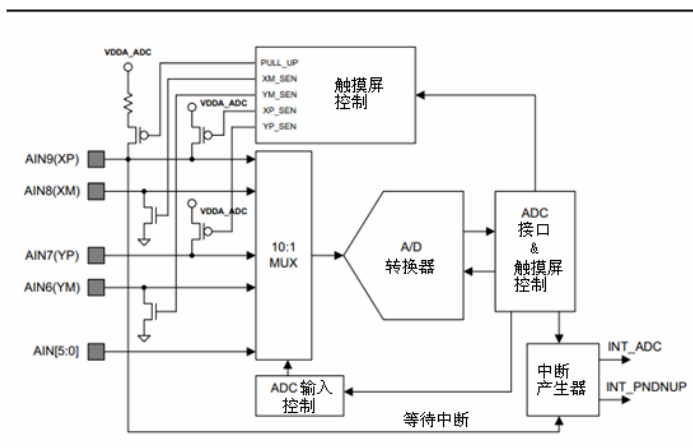 VDDA_ADC
PULL_UP
XM_SEN
YM_SEN
XP_SEN
YP_SEN
触摸屏
控制
VDDA_ADC
AIN9(XP)
AIN8(XM)
VDDA_ADC
AIN7(YP)
AIN6(YM)
AIN[5:0]
10:1
MUX
A/D
转换器
ADC
接口
&
触摸屏
控制
ADC 输入
控制
中断
产生器
INT_ADC
INT_PNDNUP
等待中断